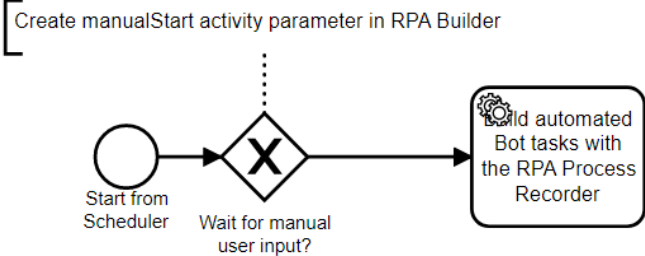 Create manualStart activity parameter in RPA Builder
Start from
Scheduler
X
Wait for manual
user input?
Build automated
Bot tasks with
the RPA Process
Recorder